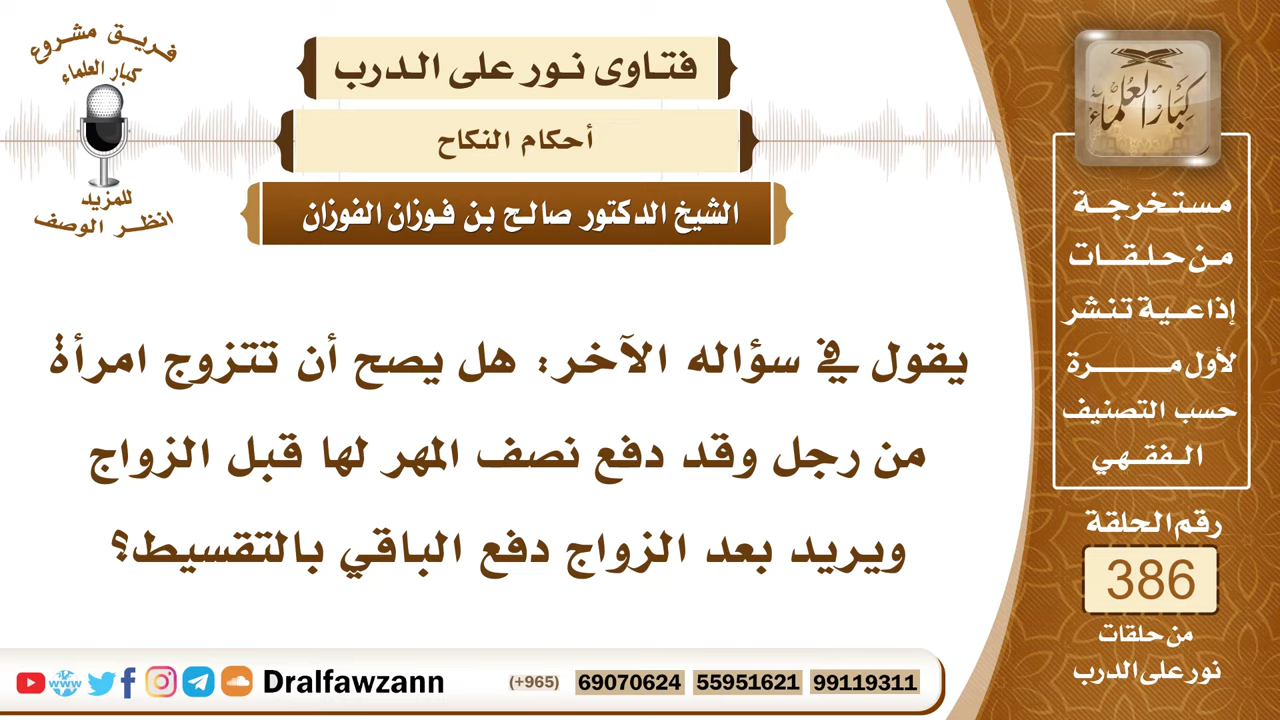 فريق مشروع
كبار العلماء
للمزيد
انظر الوصف
فتاوى نور على الدرب
أحكام النكاح
الشيخ الدكتور صالح بن فوزان الفوزان
يقول في سؤاله الآخر: هل يصح أن تتزوج امرأة
من رجل وقد دفع نصف المهر لها قبل الزواج
ويريد بعد الزواج دفع الباقي بالتقسيط؟
كبار العلماء
مستخرجة
من حلقات
إذاعية تنشر
لأول مرة
حسب التصنيف
الفقهي
رقم الحلقة
386
من حلقات
نور على الدرب
www Dralfawzann (+965) 69070624 55951621 99119311